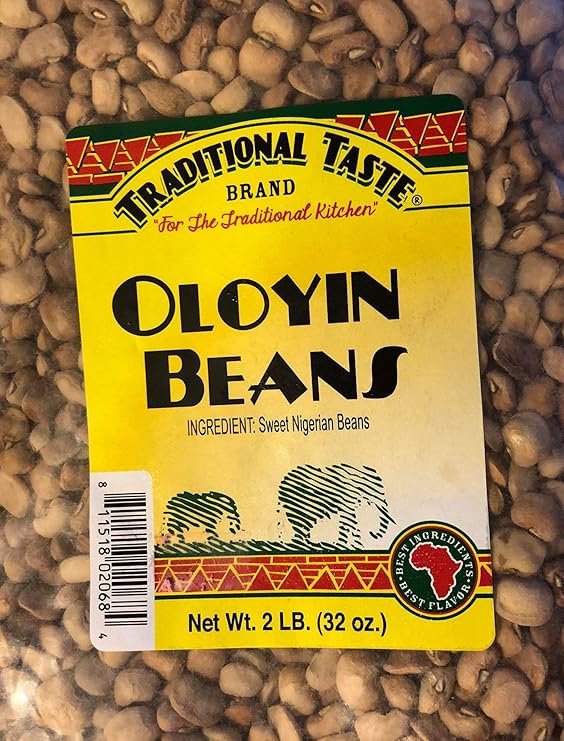 TRADITIONAL TASTE®
BRAND
"For The Traditional Kitchen"
OLOYIN
BEANS
INGREDIENT: Sweet Nigerian Beans
8 11518 02068 4
BEST INGREDIENTS
BEST FLAVOR
Net Wt. 2 LB. (32 oz.)